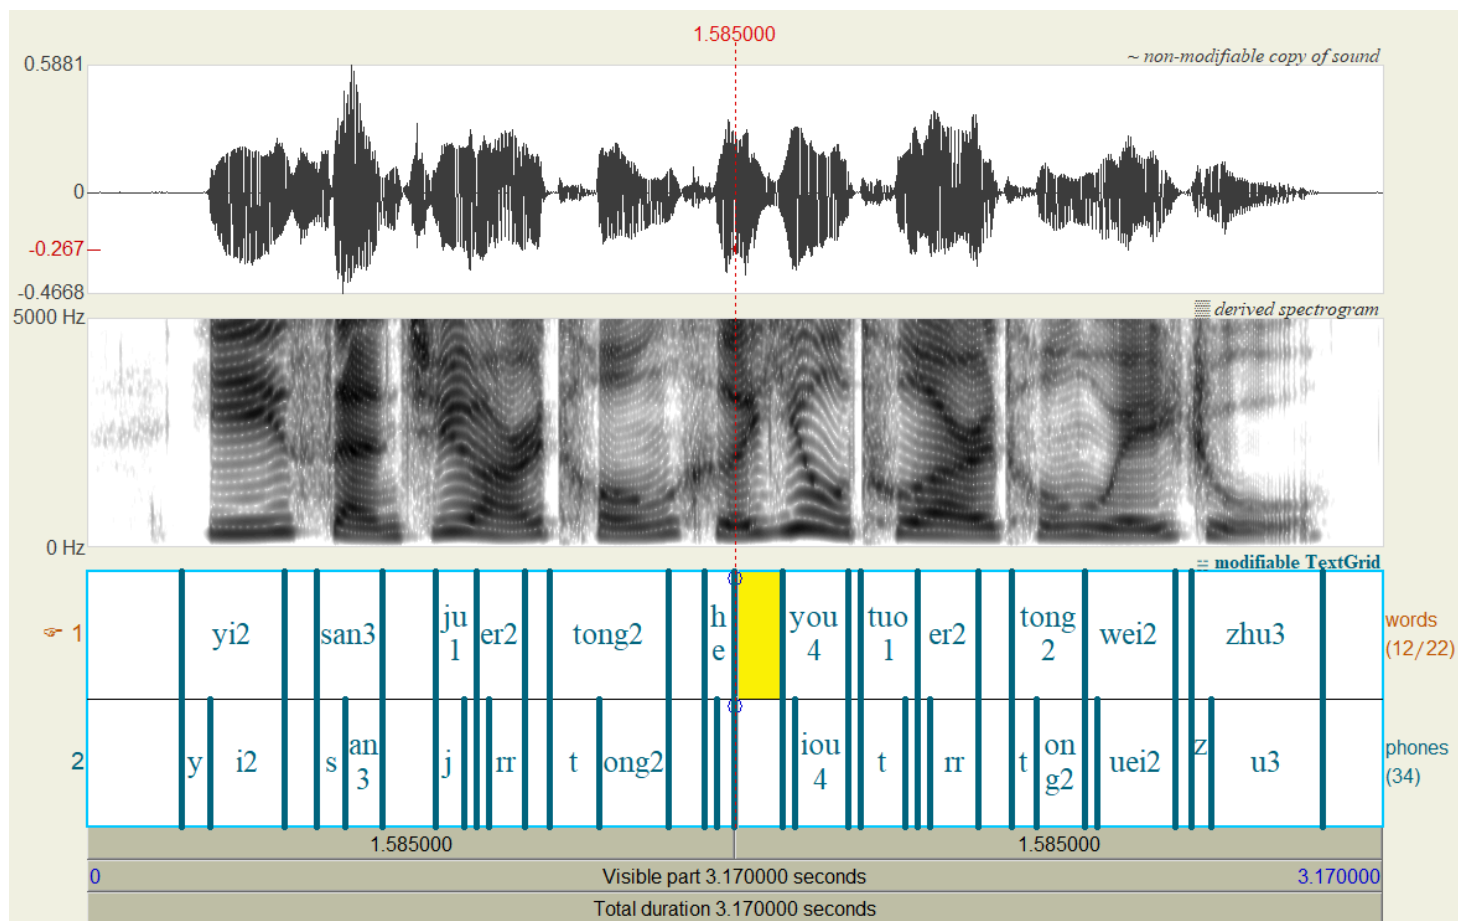 1.585000
0.5881
~ non-modifiable copy of sound
0
-0.267
-0.4668
5000 Hz
derived spectrogram
0 Hz
modifiable TextGrid
☞ 1
yi2
san3
ju
1
er2
tong2
h
e
you
4
tuo
1
er2
tong
2
wei2
zhu3
words
(12/22)
2
y
i2
s
an
3
j
rr
t
ong2
iou
4
t
rr
t
on
g2
uei2
z
u3
phones
(34)
1.585000
1.585000
0
Visible part 3.170000 seconds
3.170000
Total duration 3.170000 seconds